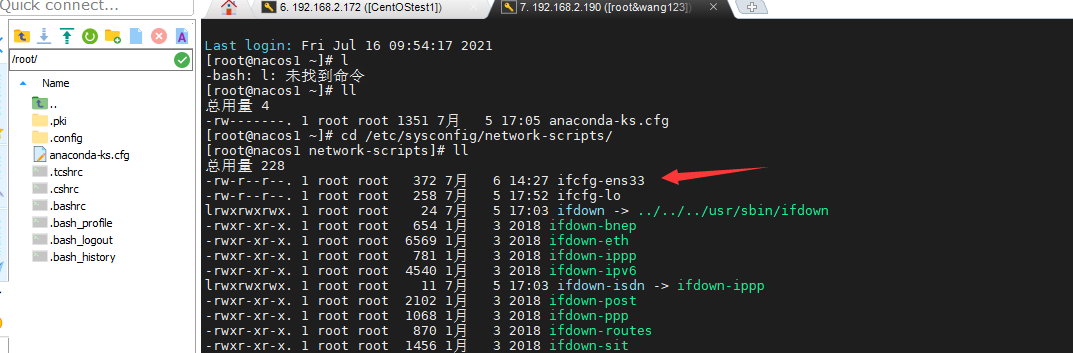 Quick connect...
6. 192.168.2.172 ([CentOStest1])
7. 192.168.2.190 ([root&wang123])
/root/
Name
..
.pki
.config
anaconda-ks.cfg
.tcshrc
.cshrc
.bashrc
.bash_profile
.bash_logout
.bash_history
Last login: Fri Jul 16 09:54:17 2021
[root@nacos1 ~]# l
-bash: l: 未找到命令
[root@nacos1 ~]# ll
总用量 4
-rw-------. 1 root root 1351 7月   5 17:05 anaconda-ks.cfg
[root@nacos1 ~]# cd /etc/sysconfig/network-scripts/
[root@nacos1 network-scripts]# ll
总用量 228
-rw-r--r--. 1 root root   372 7月   6 14:27 ifcfg-ens33
-rw-r--r--. 1 root root   258 7月   5 17:52 ifcfg-lo
lrwxrwxrwx. 1 root root    24 7月   5 17:03 ifdown -> ../../../usr/sbin/ifdown
-rwxr-xr-x. 1 root root   654 1月   3 2018 ifdown-bnep
-rwxr-xr-x. 1 root root  6569 1月   3 2018 ifdown-eth
-rwxr-xr-x. 1 root root   781 1月   3 2018 ifdown-ippp
-rwxr-xr-x. 1 root root  4540 1月   3 2018 ifdown-ipv6
lrwxrwxrwx. 1 root root    11 7月   5 17:03 ifdown-isdn -> ifdown-ippp
-rwxr-xr-x. 1 root root  2102 1月   3 2018 ifdown-post
-rwxr-xr-x. 1 root root  1068 1月   3 2018 ifdown-ppp
-rwxr-xr-x. 1 root root   870 1月   3 2018 ifdown-routes
-rwxr-xr-x. 1 root root  1456 1月   3 2018 ifdown-sit